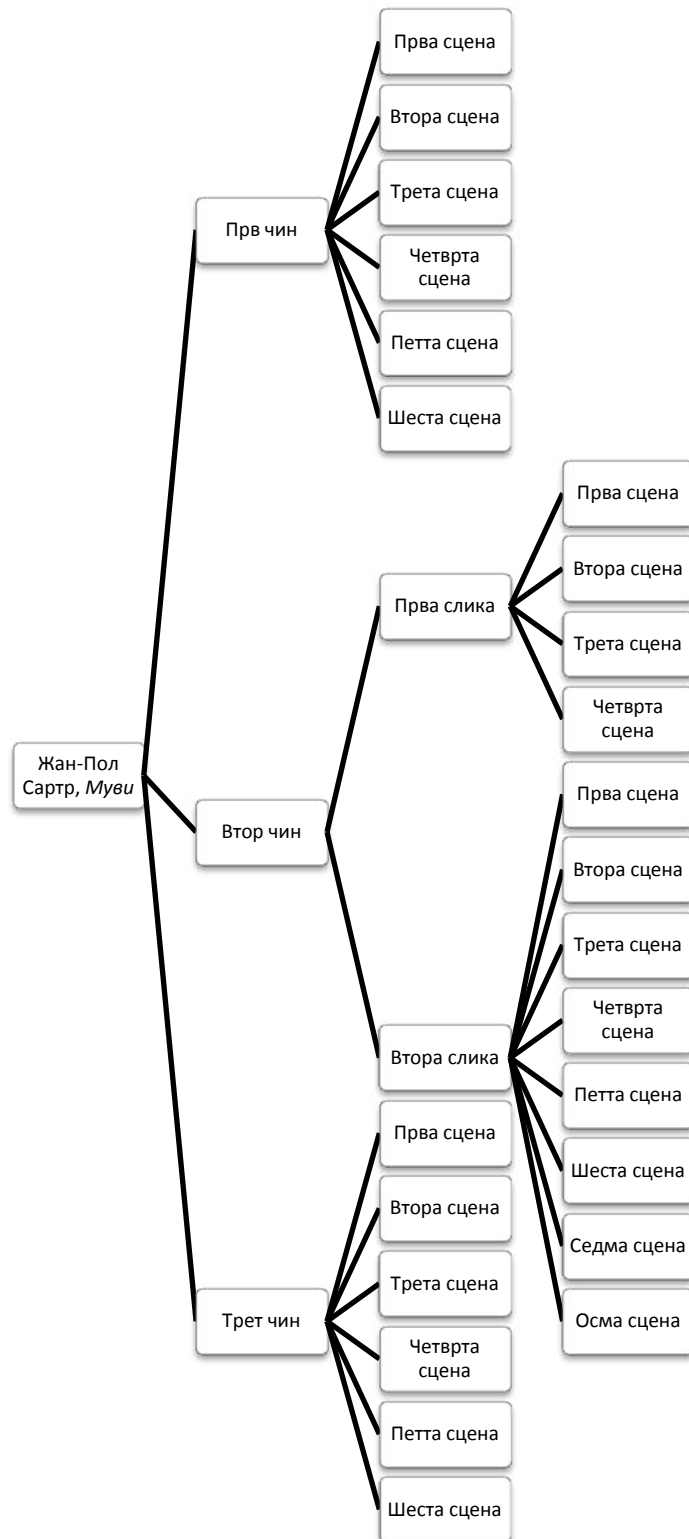 Жан-Пол
Сартр, Муви
Прв чин
Прва сцена
Втора сцена
Трета сцена
Четврта
сцена
Петта сцена
Шеста сцена
Втор чин
Прва слика
Прва сцена
Втора сцена
Трета сцена
Четврта
сцена
Втора слика
Прва сцена
Втора сцена
Трета сцена
Четврта
сцена
Петта сцена
Шеста сцена
Седма сцена
Осма сцена
Трет чин
Прва сцена
Втора сцена
Трета сцена
Четврта
сцена
Петта сцена
Шеста сцена